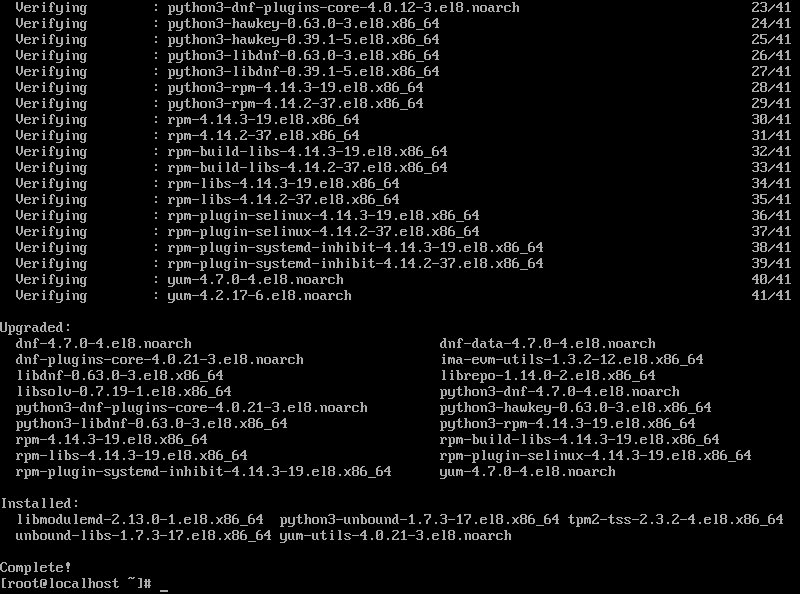 Verifying : python3-dnf-plugins-core-4.0.12-3.el8.noarch 23/41
Verifying : python3-hawkey-0.63.0-3.el8.x86_64 24/41
Verifying : python3-hawkey-0.39.1-5.el8.x86_64 25/41
Verifying : python3-libdnf-0.63.0-3.el8.x86_64 26/41
Verifying : python3-libdnf-0.39.1-5.el8.x86_64 27/41
Verifying : python3-rpm-4.14.3-19.el8.x86_64 28/41
Verifying : python3-rpm-4.14.2-37.el8.x86_64 29/41
Verifying : rpm-4.14.3-19.el8.x86_64 30/41
Verifying : rpm-4.14.2-37.el8.x86_64 31/41
Verifying : rpm-build-libs-4.14.3-19.el8.x86_64 32/41
Verifying : rpm-build-libs-4.14.2-37.el8.x86_64 33/41
Verifying : rpm-libs-4.14.3-19.el8.x86_64 34/41
Verifying : rpm-libs-4.14.2-37.el8.x86_64 35/41
Verifying : rpm-plugin-selinux-4.14.3-19.el8.x86_64 36/41
Verifying : rpm-plugin-selinux-4.14.2-37.el8.x86_64 37/41
Verifying : rpm-plugin-systemd-inhibit-4.14.3-19.el8.x86_64 38/41
Verifying : rpm-plugin-systemd-inhibit-4.14.2-37.el8.x86_64 39/41
Verifying : yum-4.7.0-4.el8.noarch 40/41
Verifying : yum-4.2.17-6.el8.noarch 41/41
Upgraded:
dnf-4.7.0-4.el8.noarch dnf-data-4.7.0-4.el8.noarch
dnf-plugins-core-4.0.21-3.el8.noarch ima-evm-utils-1.3.2-12.el8.x86_64
libdnf-0.63.0-3.el8.x86_64 librepo-1.14.0-2.el8.x86_64
libsolv-0.7.19-1.el8.x86_64 python3-dnf-4.7.0-4.el8.noarch
python3-dnf-plugins-core-4.0.21-3.el8.noarch python3-hawkey-0.63.0-3.el8.x86_64
python3-libdnf-0.63.0-3.el8.x86_64 python3-rpm-4.14.3-19.el8.x86_64
rpm-4.14.3-19.el8.x86_64 rpm-build-libs-4.14.3-19.el8.x86_64
rpm-libs-4.14.3-19.el8.x86_64 rpm-plugin-selinux-4.14.3-19.el8.x86_64
rpm-plugin-systemd-inhibit-4.14.3-19.el8.x86_64 yum-4.7.0-4.el8.noarch
Installed:
libmodulemd-2.13.0-1.el8.x86_64 python3-unbound-1.7.3-17.el8.x86_64 tpm2-tss-2.3.2-4.el8.x86_64
unbound-libs-1.7.3-17.el8.x86_64 yum-utils-4.0.21-3.el8.noarch
Complete!
[root@localhost ~]# _